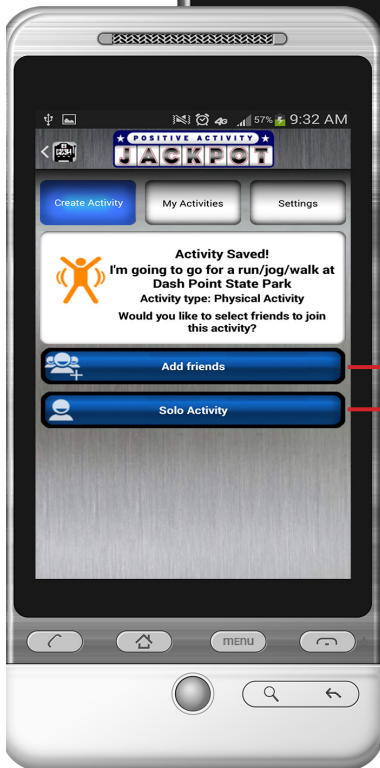 4G 57% 9:32 AM
POSITIVE ACTIVITY
JACKPOT
Create Activity My Activities Settings
Activity Saved!
I'm going to go for a run/jog/walk at
Dash Point State Park
Activity type: Physical Activity
Would you like to select friends to join
this activity?
Add friends
Solo Activity
MENU